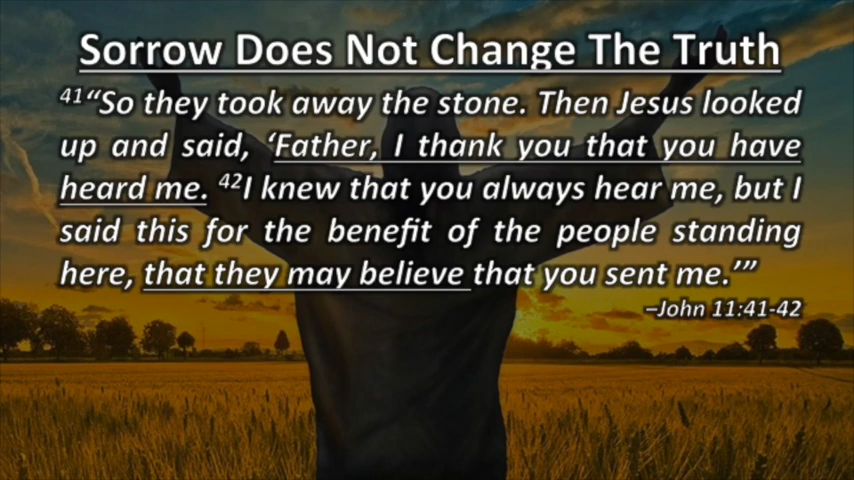 Sorrow Does Not Change The Truth
⁴¹“So they took away the stone. Then Jesus looked
up and said, ‘Father, I thank you that you have
heard me. ⁴²I knew that you always hear me, but I
said this for the benefit of the people standing
here, that they may believe that you sent me.’”
–John 11:41-42